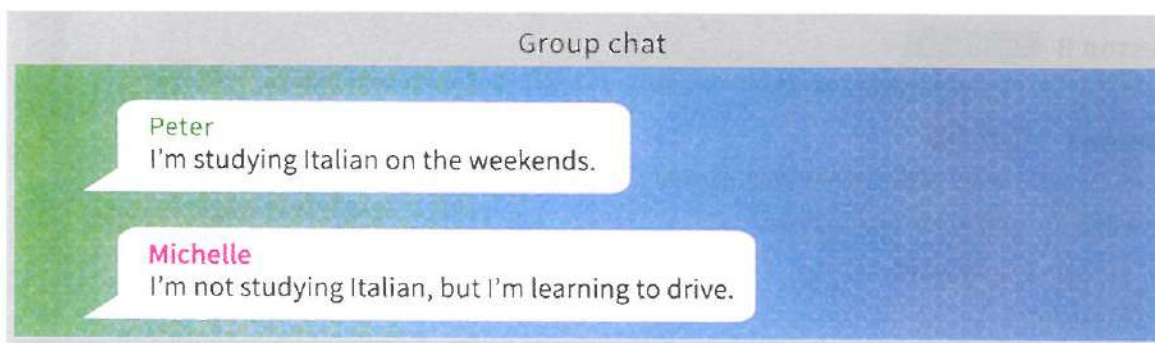 Group chat
Peter
I'm studying Italian on the weekends.
Michelle
I'm not studying Italian, but I'm learning to drive.